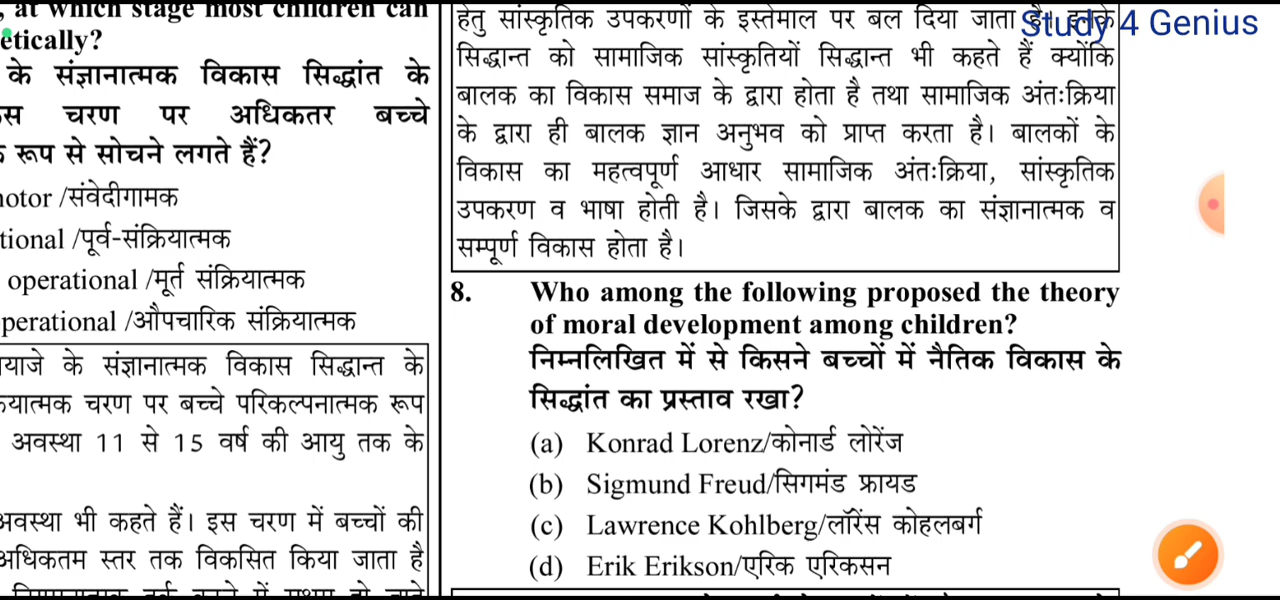 , at which stage most children can
etically?
के संज्ञानात्मक विकास सिद्धांत के
स चरण पर अधिकतर बच्चे
रूप से सोचने लगते हैं?
notor /संवेदीगामक
tional /पूर्व-संक्रियात्मक
operational /मूर्त संक्रियात्मक
perational /औपचारिक संक्रियात्मक
याजे के संज्ञानात्मक विकास सिद्धान्त के
यात्मक चरण पर बच्चे परिकल्पनात्मक रूप
अवस्था 11 से 15 वर्ष की आयु तक के
अवस्था भी कहते हैं। इस चरण में बच्चों की
अधिकतम स्तर तक विकसित किया जाता है
हेतु सांस्कृतिक उपकरणों के इस्तेमाल पर बल दिया जाता है। इनके
सिद्धान्त को सामाजिक सांस्कृतियों सिद्धान्त भी कहते हैं क्योंकि
बालक का विकास समाज के द्वारा होता है तथा सामाजिक अंतःक्रिया
के द्वारा ही बालक ज्ञान अनुभव को प्राप्त करता है। बालकों के
विकास का महत्वपूर्ण आधार सामाजिक अंतःक्रिया, सांस्कृतिक
उपकरण व भाषा होती है। जिसके द्वारा बालक का संज्ञानात्मक व
सम्पूर्ण विकास होता है।
8. Who among the following proposed the theory
of moral development among children?
निम्नलिखित में से किसने बच्चों में नैतिक विकास के
सिद्धांत का प्रस्ताव रखा?
(a) Konrad Lorenz/कोनार्ड लोरेंज
(b) Sigmund Freud/सिगमंड फ्रायड
(c) Lawrence Kohlberg/लॉरेंस कोहलबर्ग
(d) Erik Erikson/एरिक एरिकसन
Study 4 Genius